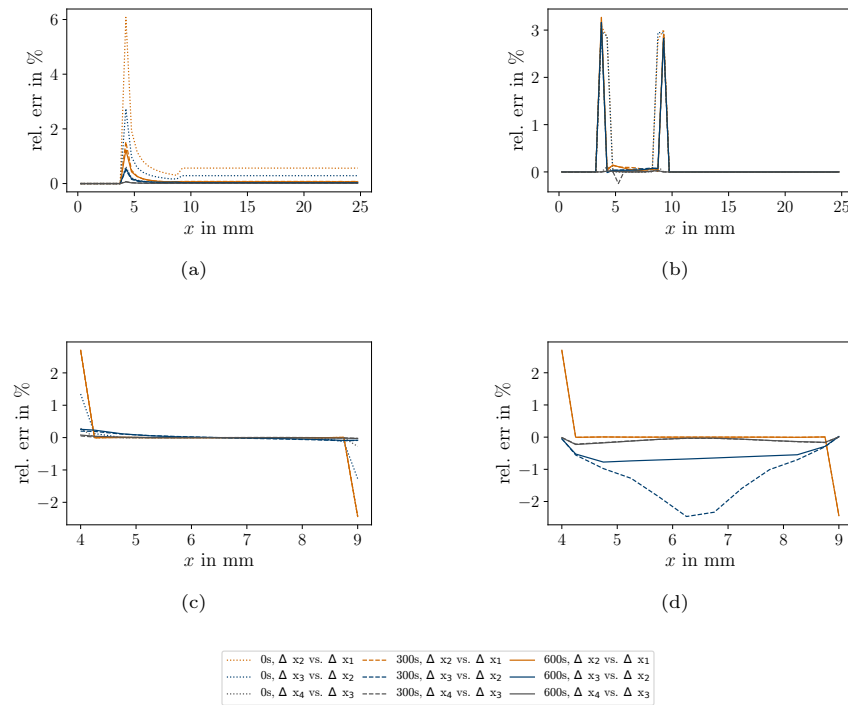 rel. err in %
6
4
2
0
0 5 10 15 20 25
x in mm
(a)
rel. err in %
3
2
1
0
0 5 10 15 20 25
x in mm
(b)
rel. err in %
2
1
0
−1
−2
4 5 6 7 8 9
x in mm
(c)
rel. err in %
2
1
0
−1
−2
4 5 6 7 8 9
x in mm
(d)
0s, Δ x₂ vs. Δ x₁ 300s, Δ x₂ vs. Δ x₁ 600s, Δ x₂ vs. Δ x₁
0s, Δ x₃ vs. Δ x₂ 300s, Δ x₃ vs. Δ x₂ 600s, Δ x₃ vs. Δ x₂
0s, Δ x₄ vs. Δ x₃ 300s, Δ x₄ vs. Δ x₃ 600s, Δ x₄ vs. Δ x₃